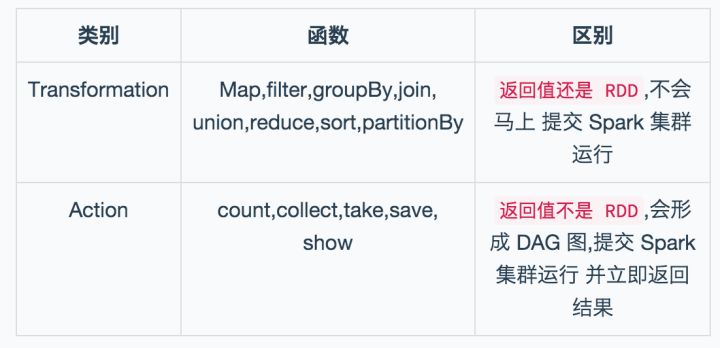 类别 函数 区别
Transformation Map,filter,groupBy,join, 返回值还是 RDD,不会
union,reduce,sort,partitionBy 马上 提交 Spark 集群
运行
Action count,collect,take,save, 返回值不是 RDD,会形
show 成 DAG 图,提交 Spark
集群运行 并立即返回
结果